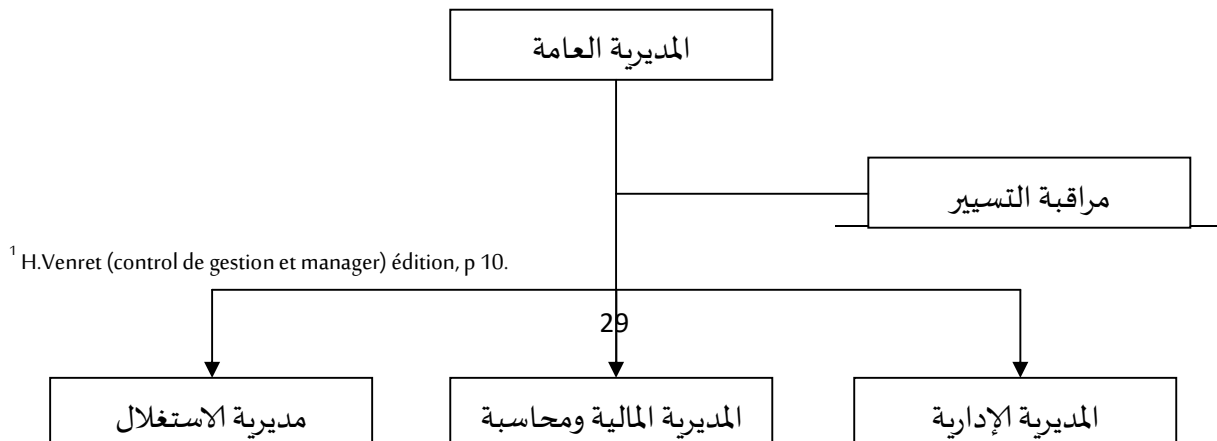 المديرية العامة
مراقبة التسيير
¹ H.Venret (control de gestion et manager) édition, p 10.
29
المديرية الإدارية
المديرية المالية ومحاسبة
مديرية الاستغلال